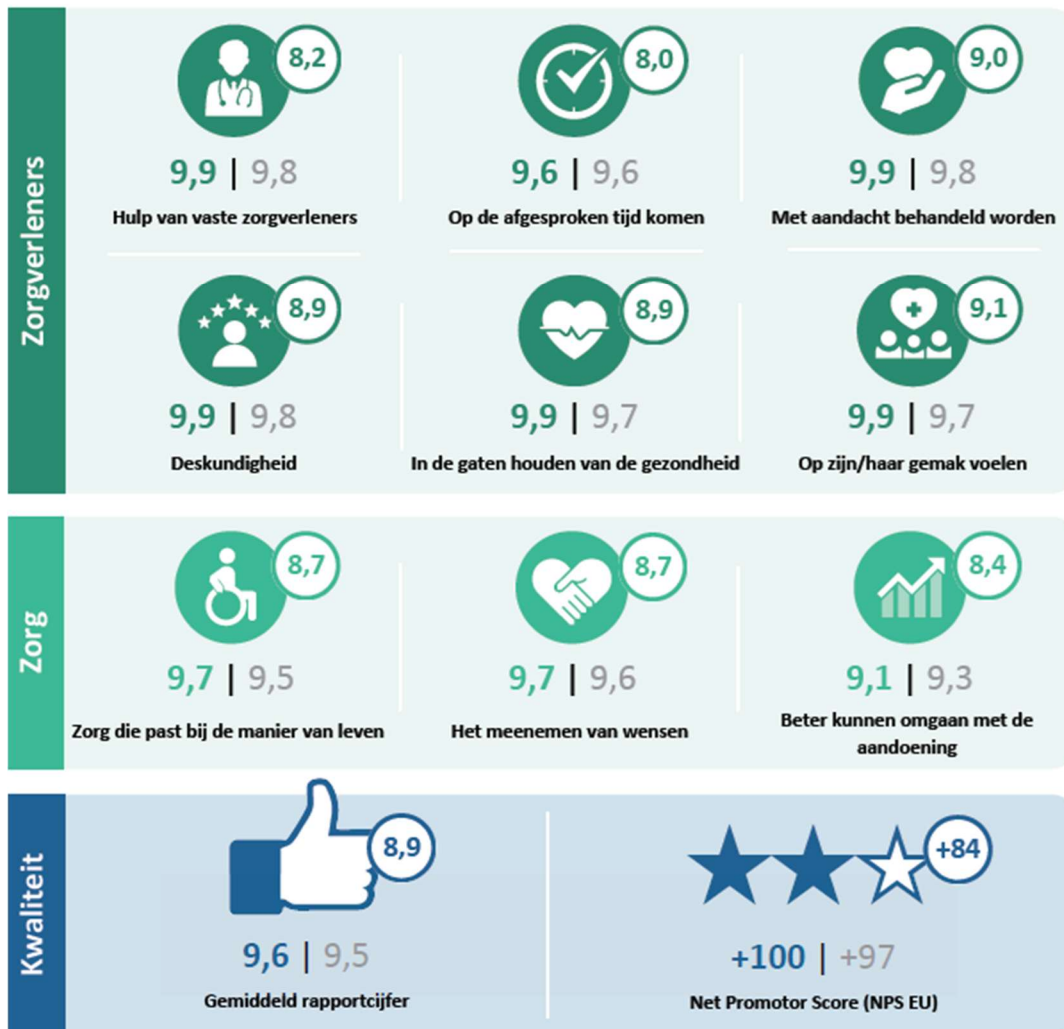 Zorgverleners
8,2
8,0
9,0
9,9 | 9,8
9,6 | 9,6
9,9 | 9,8
Hulp van vaste zorgverleners
Op de afgesproken tijd komen
Met aandacht behandeld worden
8,9
8,9
9,1
9,9 | 9,8
9,9 | 9,7
9,9 | 9,7
Deskundigheid
In de gaten houden van de gezondheid
Op zijn/haar gemak voelen
Zorg
8,7
8,7
8,4
9,7 | 9,5
9,7 | 9,6
9,1 | 9,3
Zorg die past bij de manier van leven
Het meenemen van wensen
Beter kunnen omgaan met de
aandoening
Kwaliteit
8,9
+84
9,6 | 9,5
+100 | +97
Gemiddeld rapportcijfer
Net Promotor Score (NPS EU)